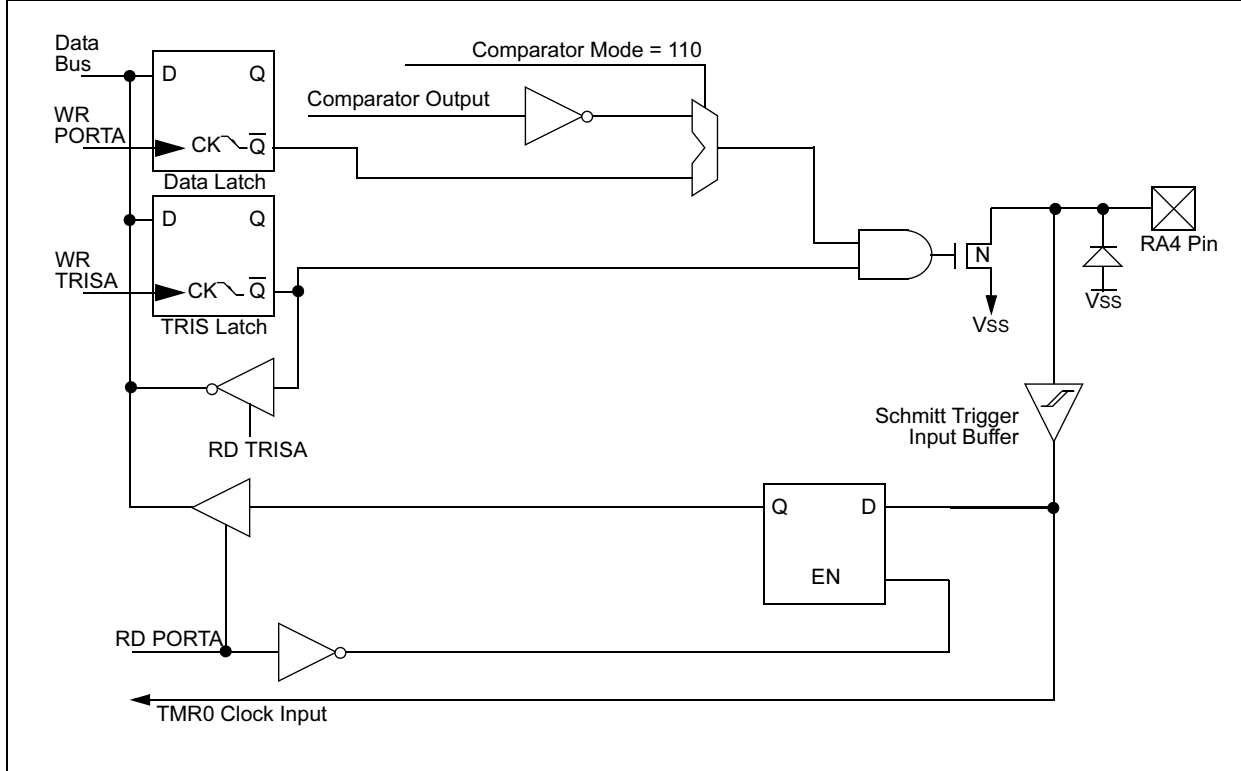 Data
Bus
D
Q
Comparator Mode = 110
Comparator Output
WR
PORTA
CK
Q
Data Latch
D
Q
RA4 Pin
WR
TRISA
N
CK
Q
VSS
VSS
TRIS Latch
RD TRISA
Schmitt Trigger
Input Buffer
Q
D
EN
RD PORTA
TMR0 Clock Input